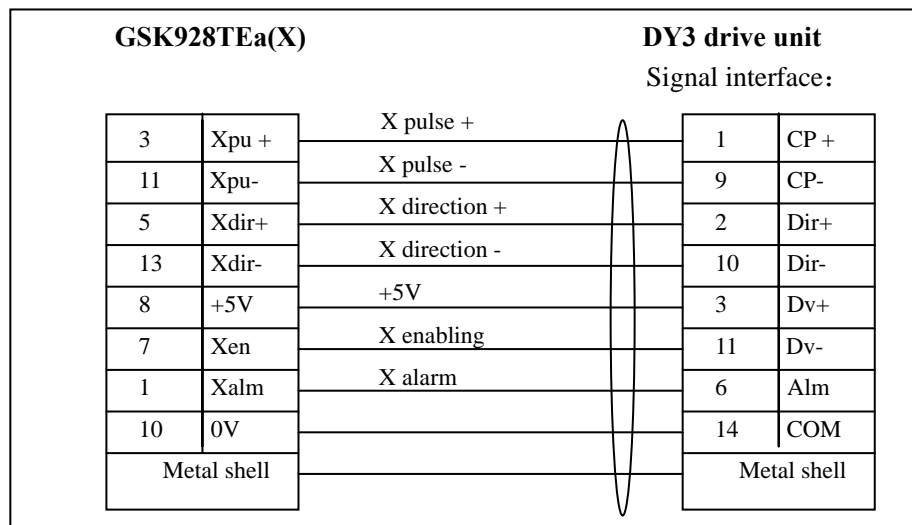 GSK928TEa(X) DY3 drive unit
Signal interface：
3 Xpu + X pulse + 1 CP +
11 Xpu- X pulse - 9 CP-
5 Xdir+ X direction + 2 Dir+
13 Xdir- X direction - 10 Dir-
8 +5V +5V 3 Dv+
7 Xen X enabling 11 Dv-
1 Xalm X alarm 6 Alm
10 0V 14 COM
Metal shell Metal shell